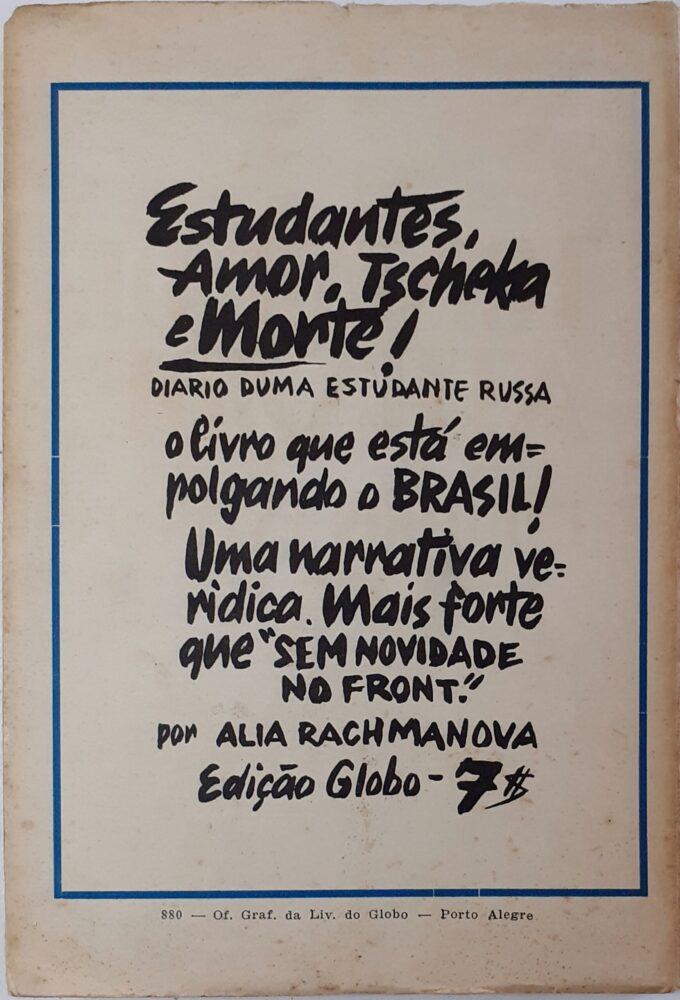 Estudantes,
Amor, Tscheka
e Morte!
DIARIO DUMA ESTUDANTE RUSSA
o livro que está em=
polgando o BRASIL!
Uma narrativa ve=
ridica. Mais forte
que "SEM NOVIDADE
NO FRONT."
por ALIA RACHMANOVA
Edição Globo - 7$
880 — Of. Graf. da Liv. do Globo — Porto Alegre